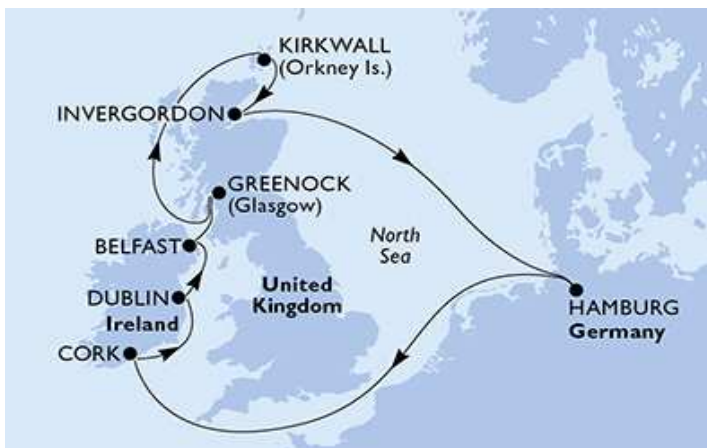 KIRKWALL
(Orkney Is.)
INVERGORDON
GREENOCK
(Glasgow)
BELFAST
North
Sea
United
Kingdom
DUBLIN
Ireland
HAMBURG
Germany
CORK